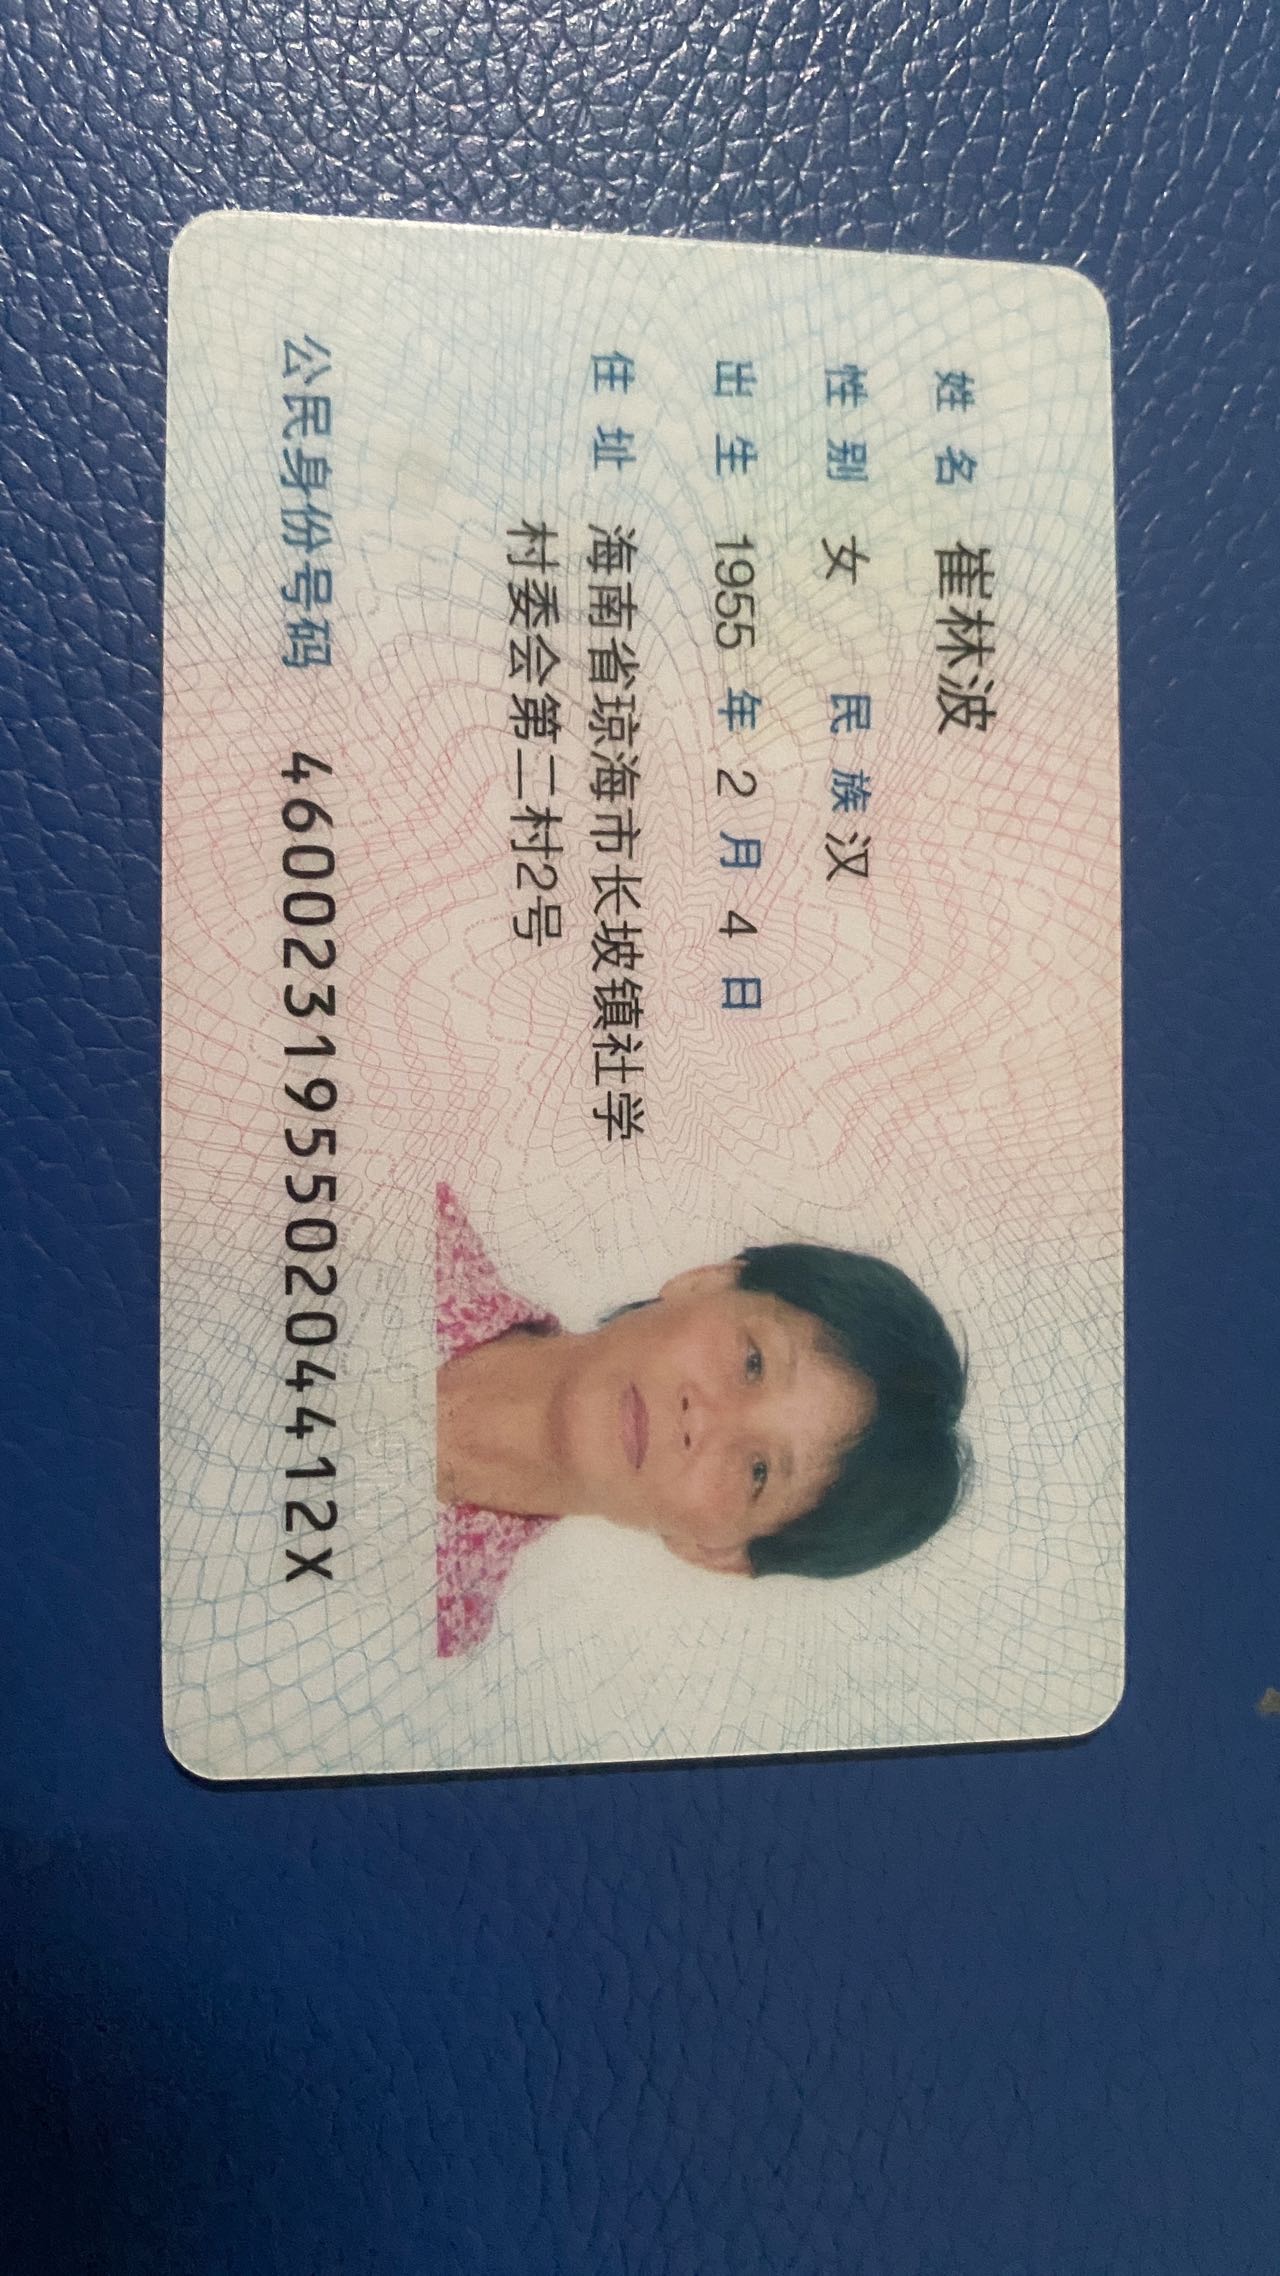 姓名 崔林波
性别 女 民族 汉
出生 1955 年 2 月 4 日
住址 海南省琼海市长坡镇社学
村委会第二村2号
公民身份号码 46002319550204412X